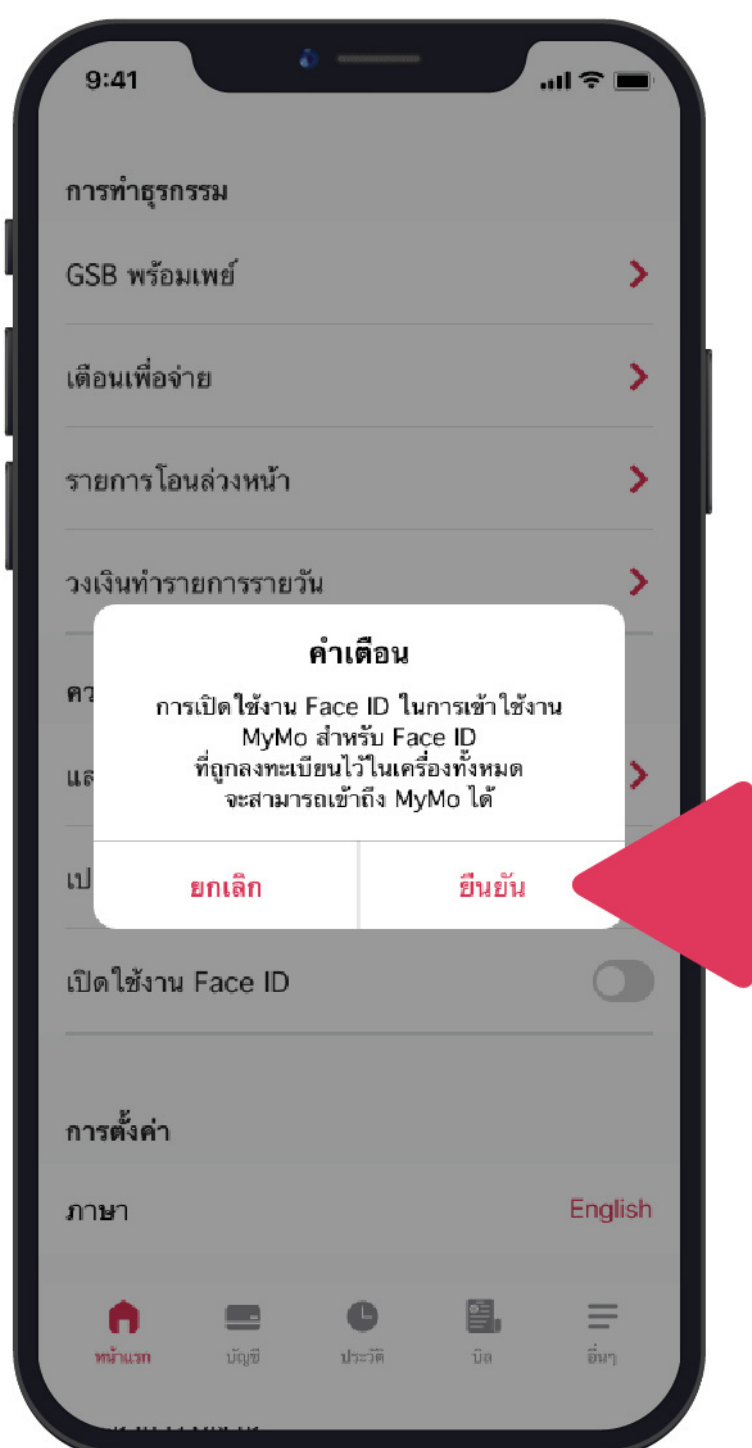 9:41
การทำธุรกรรม
GSB พร้อมเพย์
เตือนเพื่อจ่าย
รายการโอนล่วงหน้า
วงเงินทำรายการรายวัน
คำเตือน
การเปิดใช้งาน Face ID ในการเข้าใช้งาน
MyMo สำหรับ Face ID
ที่ถูกลงทะเบียนไว้ในเครื่องทั้งหมด
จะสามารถเข้าถึง MyMo ได้
ยกเลิก ยืนยัน
เปิดใช้งาน Face ID
การตั้งค่า
ภาษา English
หน้าแรก บัญชี ประวัติ บิล อื่นๆ